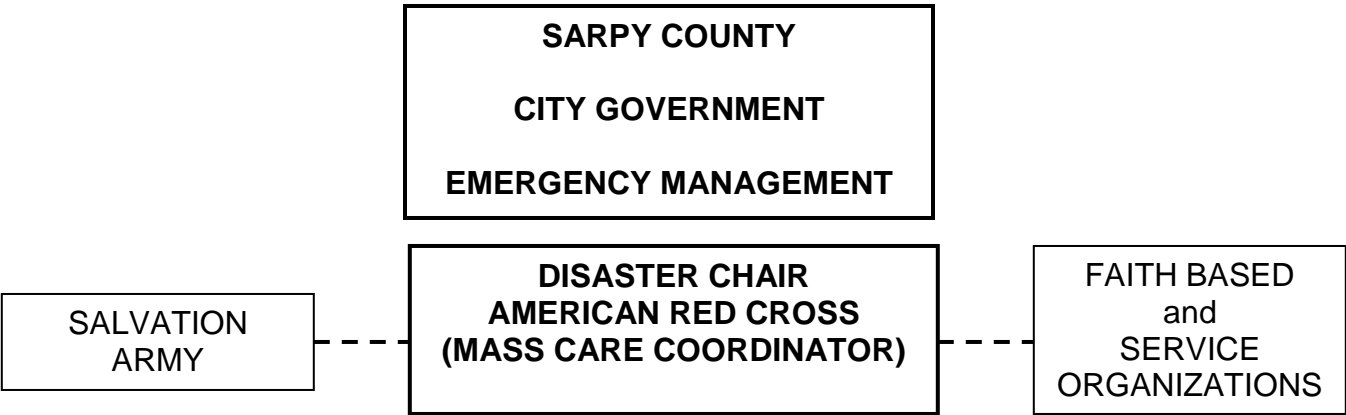 SARPY COUNTY
CITY GOVERNMENT
EMERGENCY MANAGEMENT
SALVATION
ARMY
DISASTER CHAIR
AMERICAN RED CROSS
(MASS CARE COORDINATOR)
FAITH BASED
and
SERVICE
ORGANIZATIONS